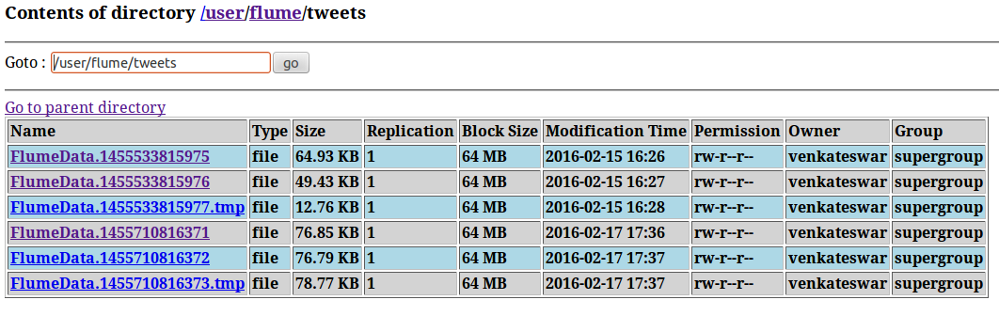 Contents of directory /user/flume/tweets
Goto : /user/flume/tweets go
Go to parent directory
Name Type Size Replication Block Size Modification Time Permission Owner Group
FlumeData.1455533815975 file 64.93 KB 1 64 MB 2016-02-15 16:26 rw-r--r-- venkateswar supergroup
FlumeData.1455533815976 file 49.43 KB 1 64 MB 2016-02-15 16:27 rw-r--r-- venkateswar supergroup
FlumeData.1455533815977.tmp file 12.76 KB 1 64 MB 2016-02-15 16:28 rw-r--r-- venkateswar supergroup
FlumeData.1455710816371 file 76.85 KB 1 64 MB 2016-02-17 17:36 rw-r--r-- venkateswar supergroup
FlumeData.1455710816372 file 76.79 KB 1 64 MB 2016-02-17 17:37 rw-r--r-- venkateswar supergroup
FlumeData.1455710816373.tmp file 78.77 KB 1 64 MB 2016-02-17 17:37 rw-r--r-- venkateswar supergroup